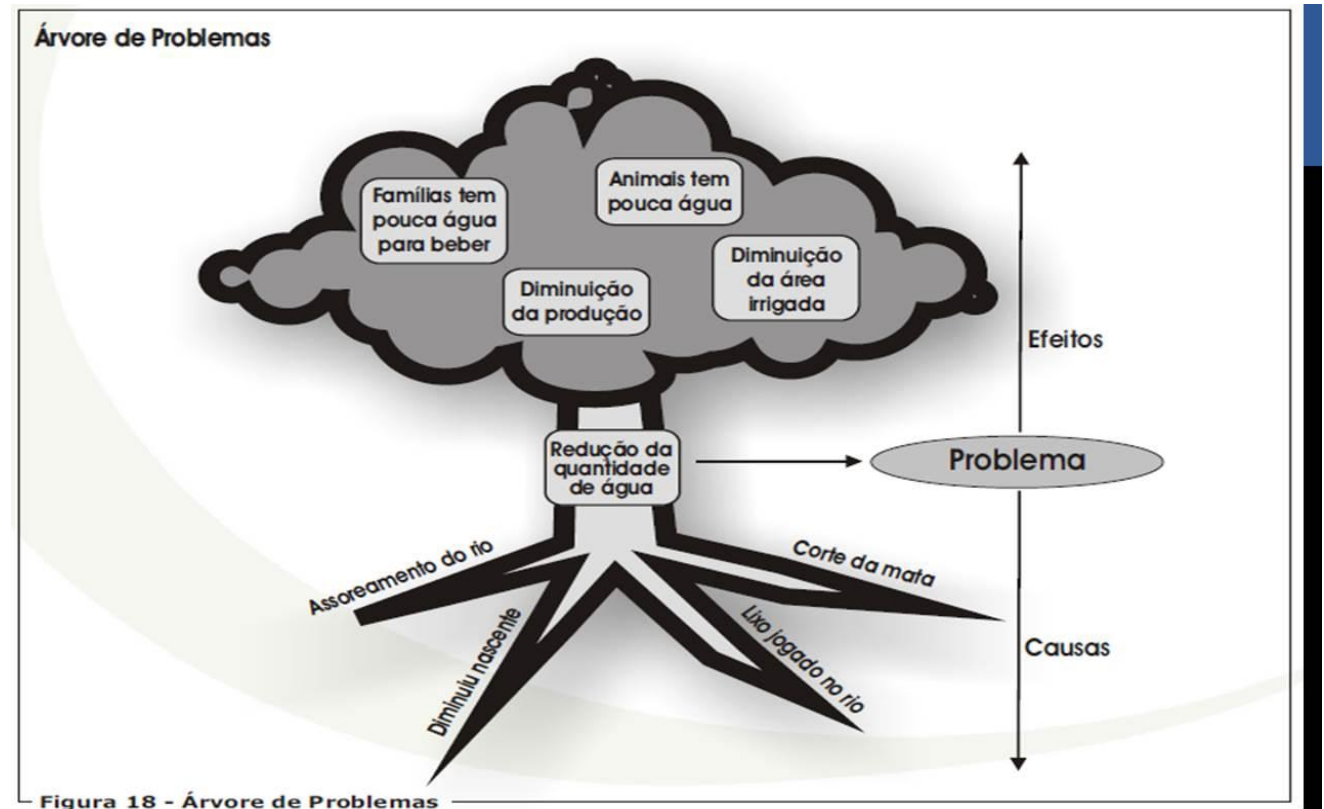 Árvore de Problemas
Famílias tem
pouca água
para beber
Animais tem
pouca água
Diminuição
da produção
Diminuição
da área
irrigada
Efeitos
Redução da
quantidade
de água
Problema
Assoreamento do rio
Diminuiu nascente
Lixo jogado no rio
Corte da mata
Causas
Figura 18 - Árvore de Problemas